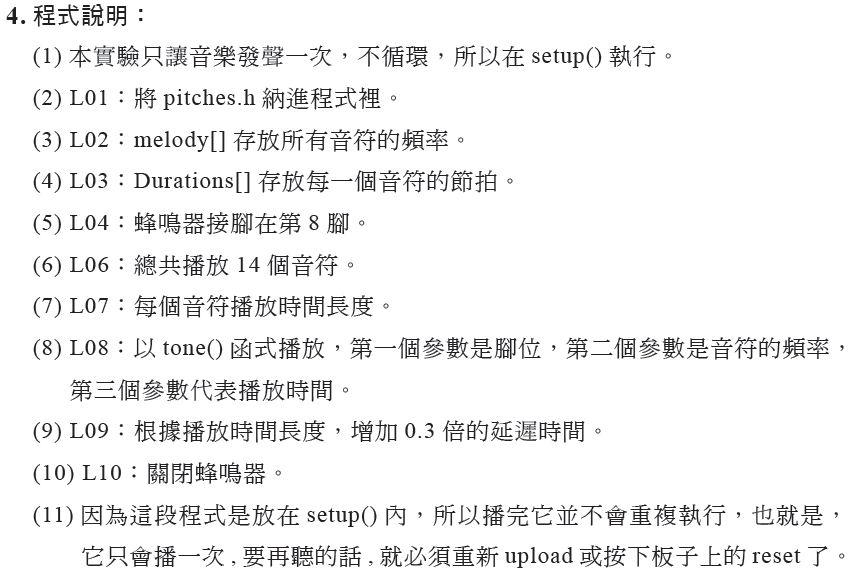 4. 程式說明：
(1) 本實驗只讓音樂發聲一次，不循環，所以在 setup() 執行。
(2) L01：將 pitches.h 納進程式裡。
(3) L02：melody[] 存放所有音符的頻率。
(4) L03：Durations[] 存放每一個音符的節拍。
(5) L04：蜂鳴器接腳在第 8 腳。
(6) L06：總共播放 14 個音符。
(7) L07：每個音符播放時間長度。
(8) L08：以 tone() 函式播放，第一個參數是腳位，第二個參數是音符的頻率，
第三個參數代表播放時間。
(9) L09：根據播放時間長度，增加 0.3 倍的延遲時間。
(10) L10：關閉蜂鳴器。
(11) 因為這段程式是放在 setup() 內，所以播完它並不會重複執行，也就是，
它只會播一次 , 要再聽的話 , 就必須重新 upload 或按下板子上的 reset 了。